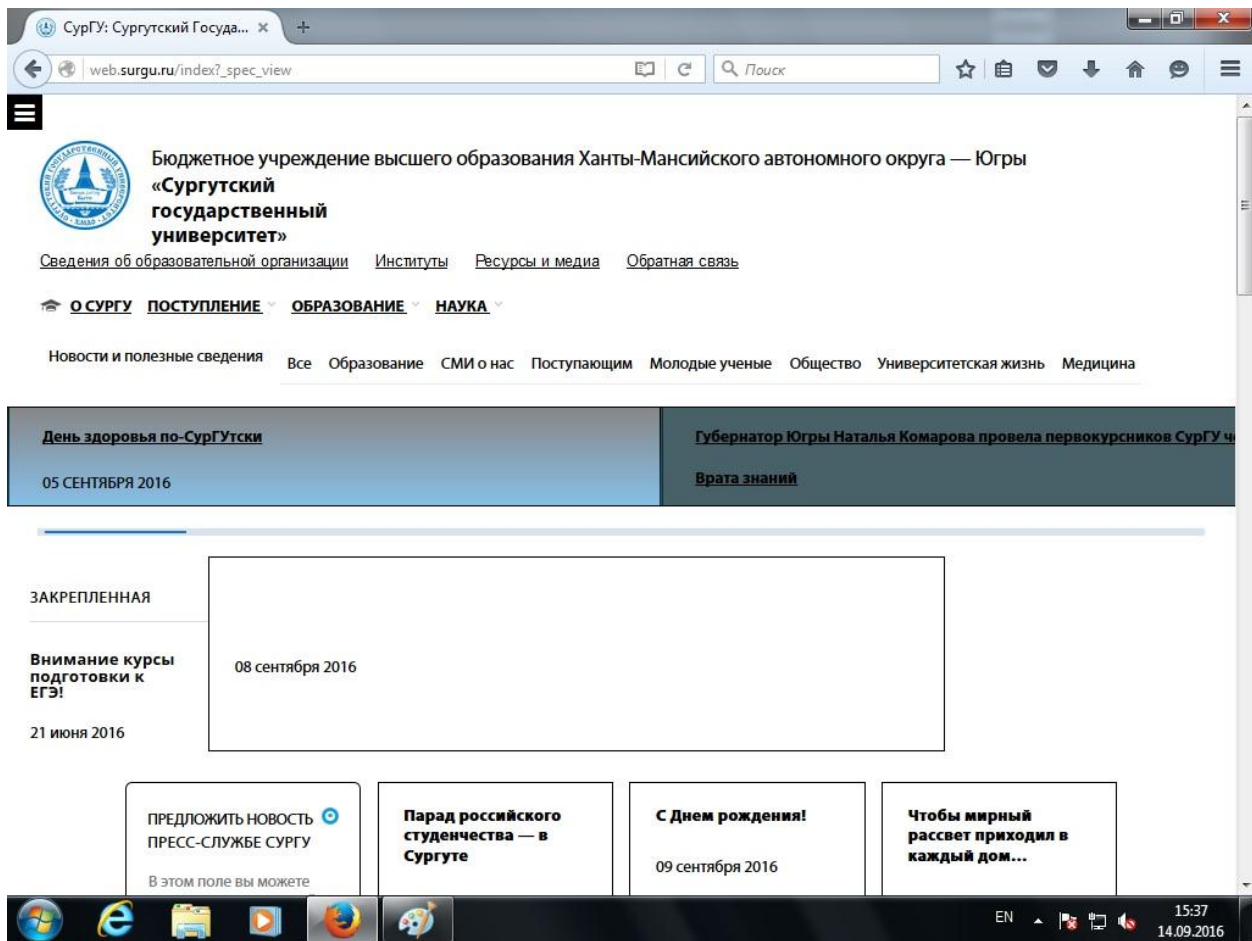 СурГУ: Сургутский Госуда...
web.surgu.ru/index?_spec_view
Поиск
Бюджетное учреждение высшего образования Ханты-Мансийского автономного округа — Югры
«Сургутский
государственный
университет»
Сведения об образовательной организации Институты Ресурсы и медиа Обратная связь
О СУРГУ ПОСТУПЛЕНИЕ ОБРАЗОВАНИЕ НАУКА
Новости и полезные сведения Все Образование СМИ о нас Поступающим Молодые ученые Общество Университетская жизнь Медицина
День здоровья по-СурГУтски
05 СЕНТЯБРЯ 2016
Губернатор Югры Наталья Комарова провела первокурсников СурГУ
Врата знаний
ЗАКРЕПЛЕННАЯ
Внимание курсы
подготовки к
ЕГЭ!
21 июня 2016
08 сентября 2016
ПРЕДЛОЖИТЬ НОВОСТЬ
ПРЕСС-СЛУЖБЕ СУРГУ
В этом поле вы можете
Парад российского
студенчества — в
Сургуте
С Днем рождения!
09 сентября 2016
Чтобы мирный
рассвет приходил в
каждый дом...
EN
15:37
14.09.2016